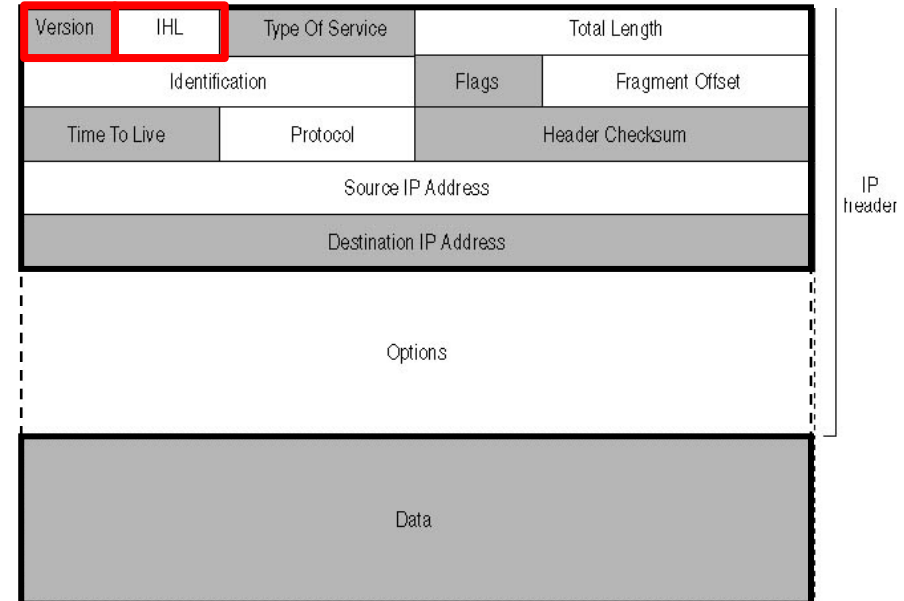 Version IHL Type Of Service Total Length
Identification Flags Fragment Offset
Time To Live Protocol Header Checksum
Source IP Address
IP
header
Destination IP Address
Options
Data